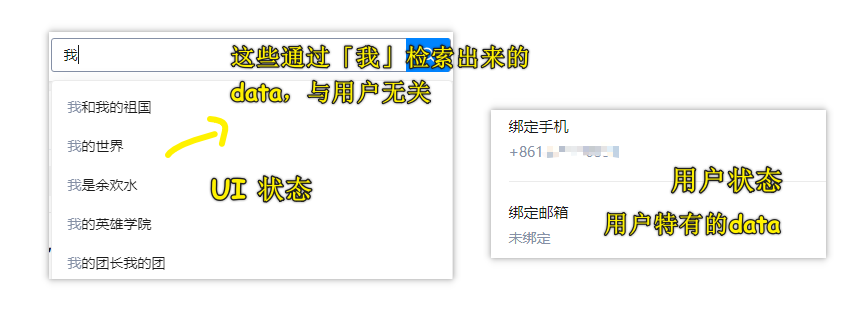 我
这些通过「我」检索出来的
data，与用户无关
我和我的祖国
我的世界
我是余欢水
我的英雄学院
我的团长我的团
UI 状态
绑定手机
+861
用户状态
绑定邮箱
用户特有的data
未绑定